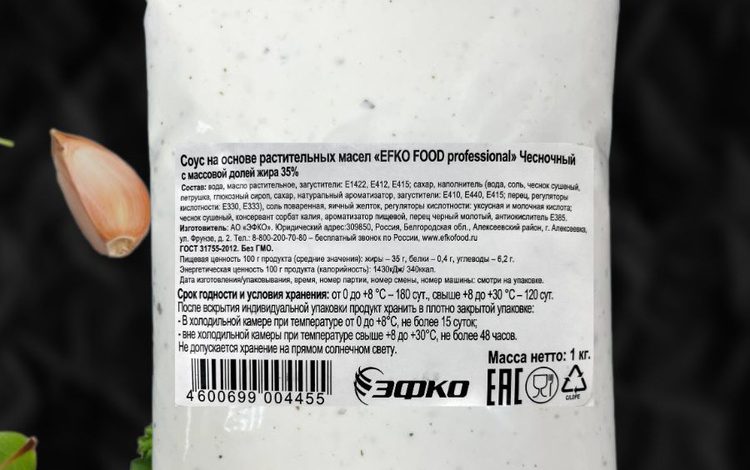 Соус на основе растительных масел «EFKO FOOD professional» Чесночный
с массовой долей жира 35%
Состав: вода, масло растительное, загустители: Е1422, Е412, Е415; сахар, наполнитель (вода, соль, чеснок сушеный,
петрушка, глюкозный сироп, сахар, натуральный ароматизатор, загустители: Е410, Е440, Е415; перец, регуляторы
кислотности: Е330, Е333), соль поваренная, яичный желток, регуляторы кислотности: уксусная и молочная кислота;
чеснок сушеный, консервант сорбат калия, ароматизатор пищевой, перец черный молотый, антиокислитель Е385.
Изготовитель: АО «ЭФКО». Юридический адрес:309850, Россия, Белгородская обл., Алексеевский район, г. Алексеевка,
ул. Фрунзе, д. 2. Тел.: 8-800-200-70-80 – бесплатный звонок по России, www.efkofood.ru
ГОСТ 31755-2012. Без ГМО.
Пищевая ценность 100 г продукта (средние значения): жиры – 35 г, белки – 0,4 г, углеводы – 6,2 г.
Энергетическая ценность 100 г продукта (калорийность): 1430кДж/ 340ккал.
Дата изготовления/упаковывания, время, номер партии, номер смены, номер машины: смотри на упаковке.
Срок годности и условия хранения: от 0 до +8 °С – 180 сут., свыше +8 до +30 °С – 120 сут.
После вскрытия индивидуальной упаковки продукт хранить в плотно закрытой упаковке:
- В холодильной камере при температуре от 0 до +8°С, не более 15 суток;
- вне холодильной камеры при температуре свыше +8 до +30°С, не более 48 часов.
Не допускается хранение на прямом солнечном свету.
Масса нетто: 1 кг.
4600699 004455
ЭФКО
ЕАС
C/LDPE